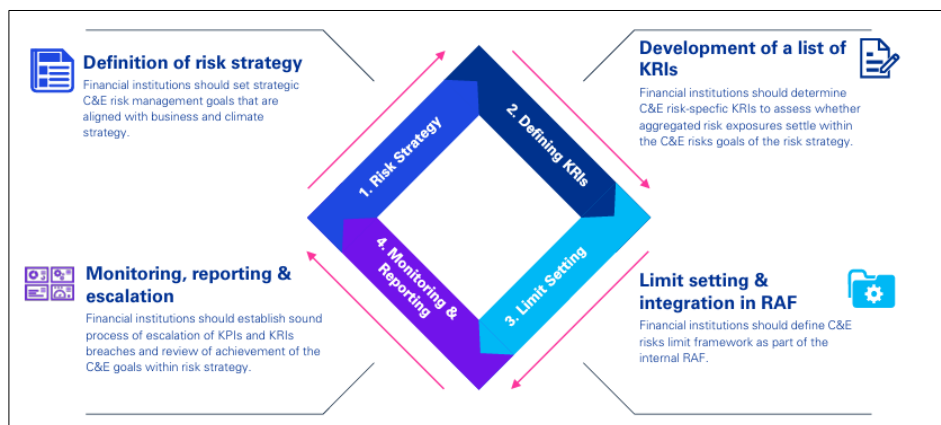 Definition of risk strategy
Financial institutions should set strategic
C&E risk management goals that are
aligned with business and climate
strategy.
Development of a list of
KRIs
Financial institutions should determine
C&E risk-specfic KRIs to assess whether
aggregated risk exposures settle within
the C&E risks goals of the risk strategy.
1. Risk Strategy
2. Defining KRIs
3. Limit Setting
4. Monitoring &
Reporting
Monitoring, reporting &
escalation
Financial institutions should establish sound
process of escalation of KPIs and KRIs
breaches and review of achievement of the
C&E goals within risk strategy.
Limit setting &
integration in RAF
Financial institutions should define C&E
risks limit framework as part of the
internal RAF.